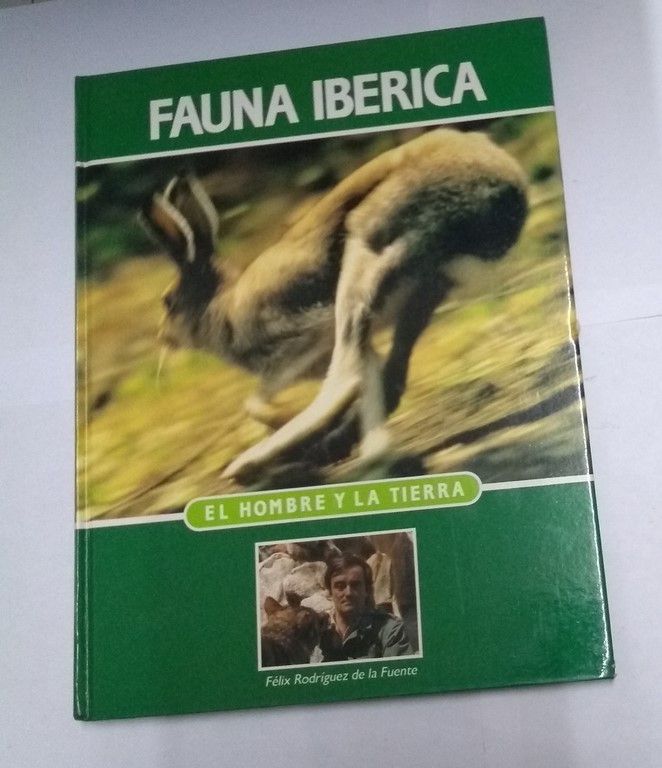 FAUNA IBERICA
EL HOMBRE Y LA TIERRA
Félix Rodríguez de la Fuente